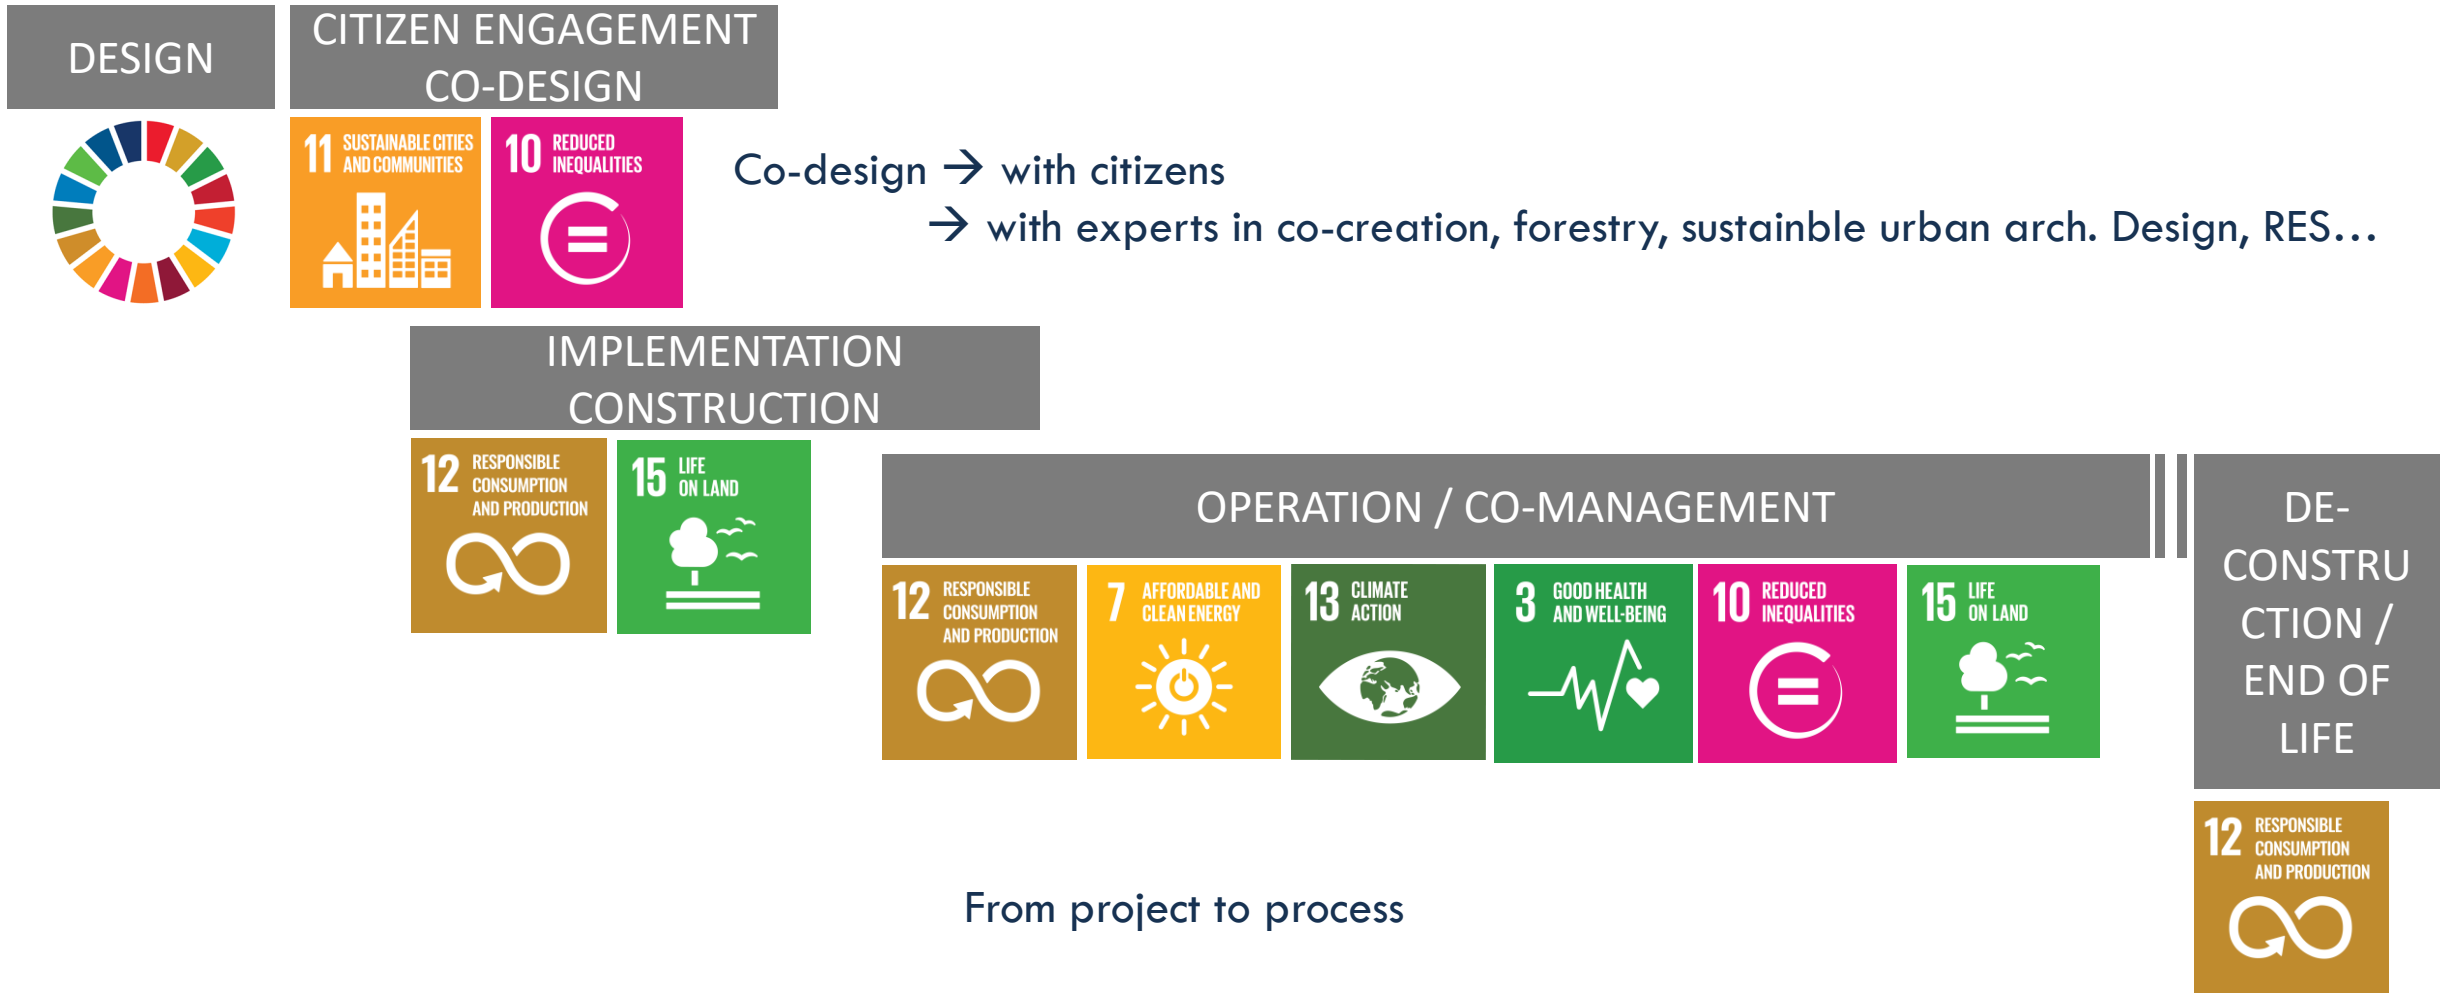 DESIGN
CITIZEN ENGAGEMENT
CO-DESIGN
11 SUSTAINABLE CITIES
AND COMMUNITIES
10 REDUCED
INEQUALITIES
Co-design → with citizens
→ with experts in co-creation, forestry, sustainble urban arch. Design, RES...
IMPLEMENTATION
CONSTRUCTION
12 RESPONSIBLE
CONSUMPTION
AND PRODUCTION
15 LIFE
ON LAND
OPERATION / CO-MANAGEMENT
12 RESPONSIBLE
CONSUMPTION
AND PRODUCTION
7 AFFORDABLE AND
CLEAN ENERGY
13 CLIMATE
ACTION
3 GOOD HEALTH
AND WELL-BEING
10 REDUCED
INEQUALITIES
15 LIFE
ON LAND
DE-
CONSTRU
CTION /
END OF
LIFE
12 RESPONSIBLE
CONSUMPTION
AND PRODUCTION
From project to process